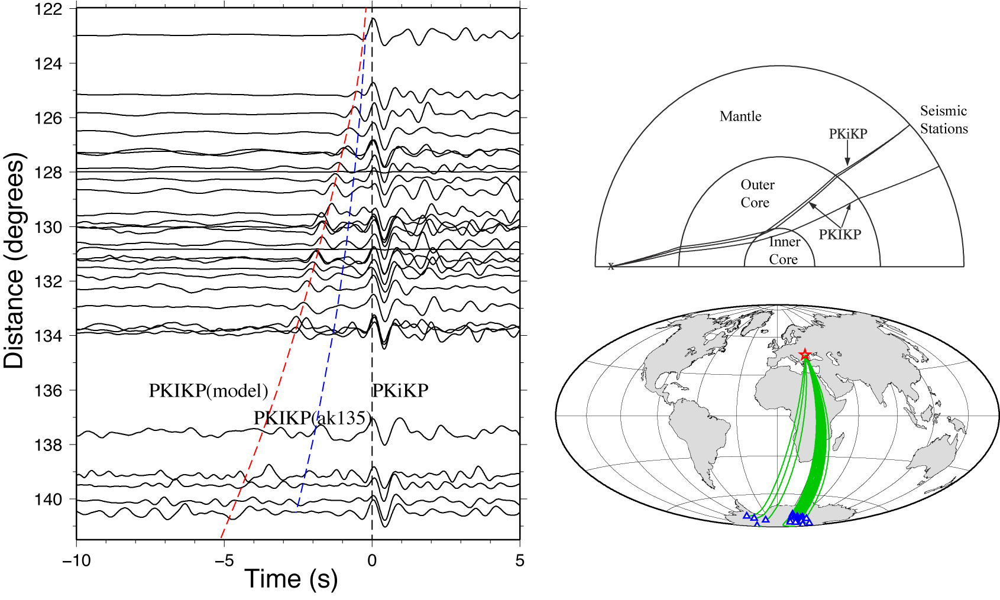 122
124
126
128
130
132
134
136
138
140
Distance (degrees)
PKIKP(model)
PKiKP
PKIKP(ak135)
−10
−5
0
5
Time (s)
Mantle
Seismic
Stations
PKiKP
Outer
Core
PKIKP
Inner
Core
x